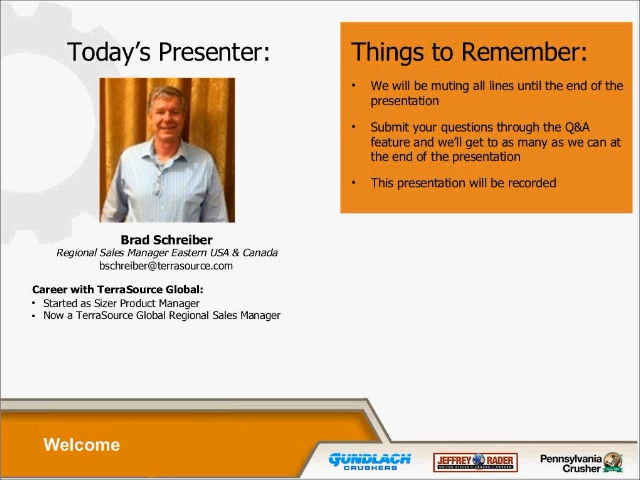 Today's Presenter:
Brad Schreiber
Regional Sales Manager Eastern USA & Canada
bschreiber@terrasource.com
Career with TerraSource Global:
• Started as Sizer Product Manager
• Now a TerraSource Global Regional Sales Manager
Things to Remember:
• We will be muting all lines until the end of the
presentation
• Submit your questions through the Q&A
feature and we'll get to as many as we can at
the end of the presentation
• This presentation will be recorded
Welcome
GUNDLACH
CRUSHERS
JEFFREY RADER
Pennsylvania
Crusher